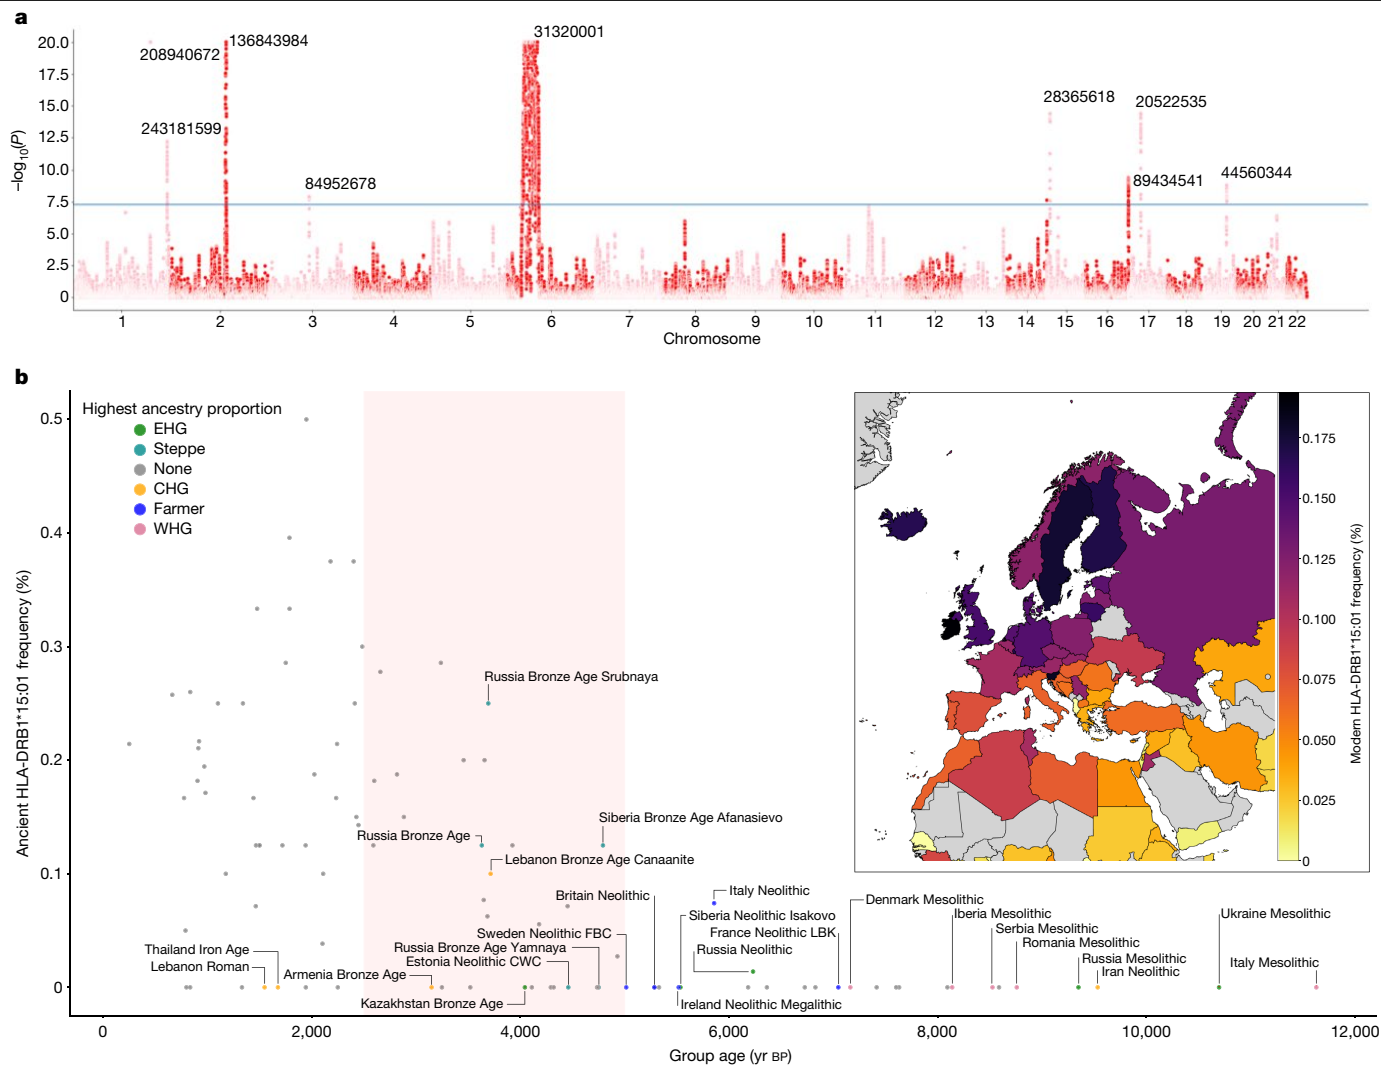 a
20.0
17.5
15.0
12.5
10.0
7.5
5.0
2.5
0
–log10(P)
208940672
136843984
31320001
243181599
84952678
28365618
20522535
89434541
44560344
1 2 3 4 5 6 7 8 9 10 11 12 13 14 15 16 17 18 19 20 21 22
Chromosome
b
Highest ancestry proportion
EHG
Steppe
None
CHG
Farmer
WHG
0.5
0.4
0.3
0.2
0.1
0
Ancient HLA-DRB1*15:01 frequency (%)
Russia Bronze Age Srubnaya
Siberia Bronze Age Afanasievo
Russia Bronze Age
Lebanon Bronze Age Canaanite
Britain Neolithic
Italy Neolithic
Denmark Mesolithic
Siberia Neolithic Isakovo
Iberia Mesolithic
Ukraine Mesolithic
Sweden Neolithic FBC
France Neolithic LBK
Serbia Mesolithic
Russia Bronze Age Yamnaya
Russia Neolithic
Romania Mesolithic
Thailand Iron Age
Estonia Neolithic CWC
Russia Mesolithic
Italy Mesolithic
Lebanon Roman
Armenia Bronze Age
Iran Neolithic
Kazakhstan Bronze Age
Ireland Neolithic Megalithic
0 2,000 4,000 6,000 8,000 10,000 12,000
Group age (yr BP)
0.175
0.150
0.125
0.100
0.075
0.050
0.025
0
Modern HLA-DRB1*15:01 frequency (%)